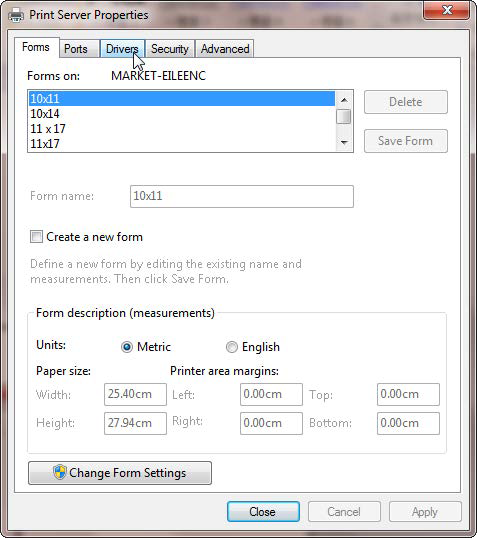 Print Server Properties
Forms Ports Drivers Security Advanced
Forms on: MARKET-EILEENC
10x11
10x14
11 x 17
11x17
Delete
Save Form
Form name: 10x11
Create a new form
Define a new form by editing the existing name and
measurements. Then click Save Form.
Form description (measurements)
Units: Metric English
Paper size: Printer area margins:
Width: 25.40cm Left: 0.00cm Top: 0.00cm
Height: 27.94cm Right: 0.00cm Bottom: 0.00cm
Change Form Settings
Close Cancel Apply